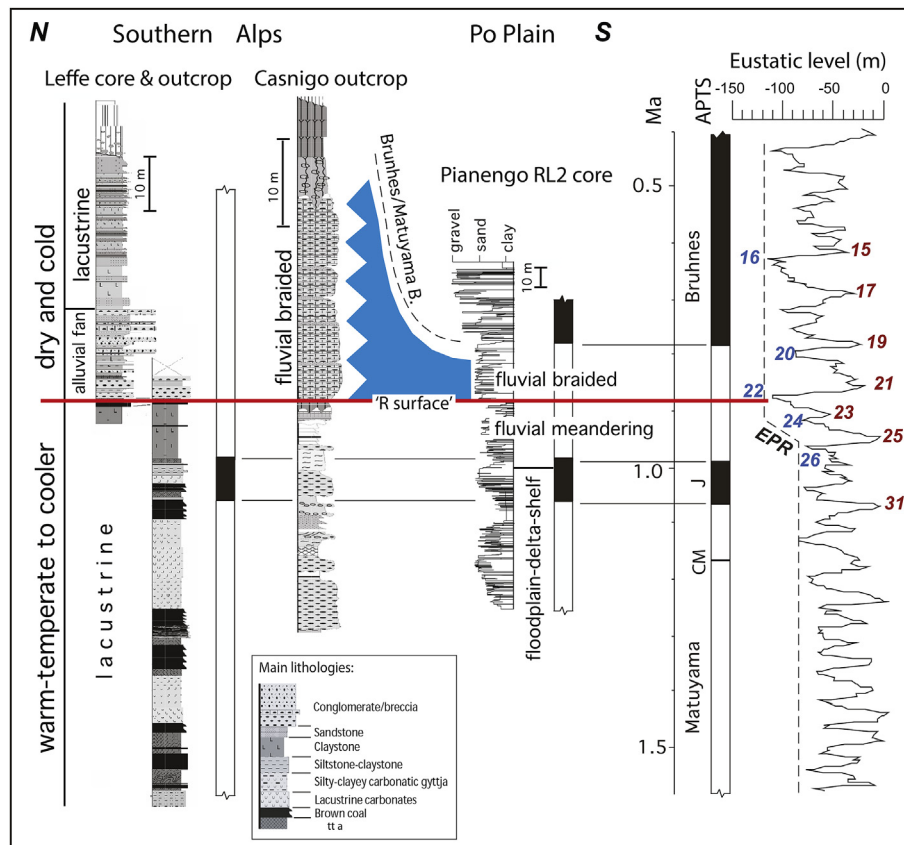 N
Southern Alps
Po Plain
S
Leffe core & outcrop
Casnigo outcrop
Eustatic level (m)
Ma
APTS
-150
-100
-50
0
dry and cold
lacustrine
10 m
10 m
Brunhes/Matuyama B.
Pianengo RL2 core
gravel
sand
clay
10 m
0.5
Bruhnes
16
15
17
alluvial fan
fluvial braided
fluvial braided
19
20
21
22
'R surface'
fluvial meandering
23
24
25
EPR
26
1.0
J
31
warm-temperate to cooler
lacustrine
floodplain-delta-shelf
CM
Matuyama
1.5
Main lithologies:
Conglomerate/breccia
Sandstone
Claystone
Siltstone-claystone
Silty-clayey carbonatic gyttja
Lacustrine carbonates
Brown coal
tt a